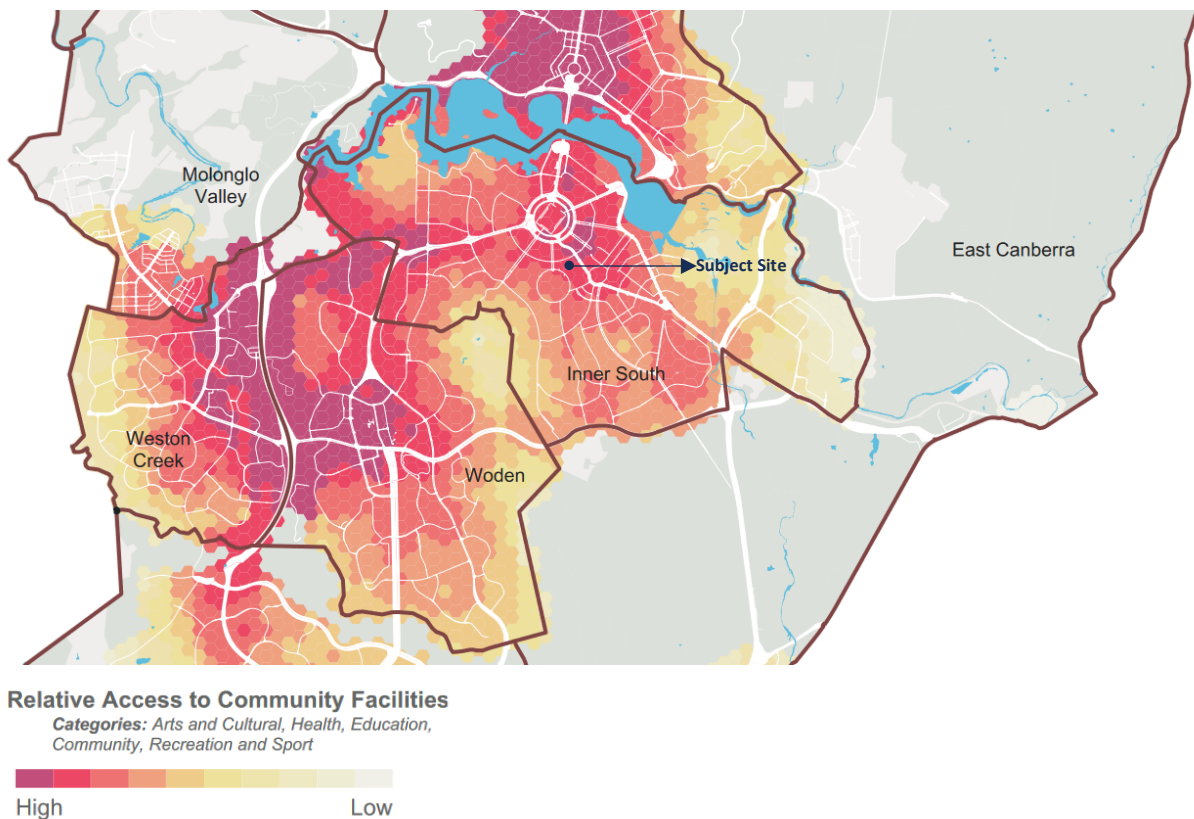 Molonglo
Valley
East Canberra
Subject Site
Inner South
Weston
Creek
Woden
Relative Access to Community Facilities
Categories: Arts and Cultural, Health, Education,
Community, Recreation and Sport
High
Low